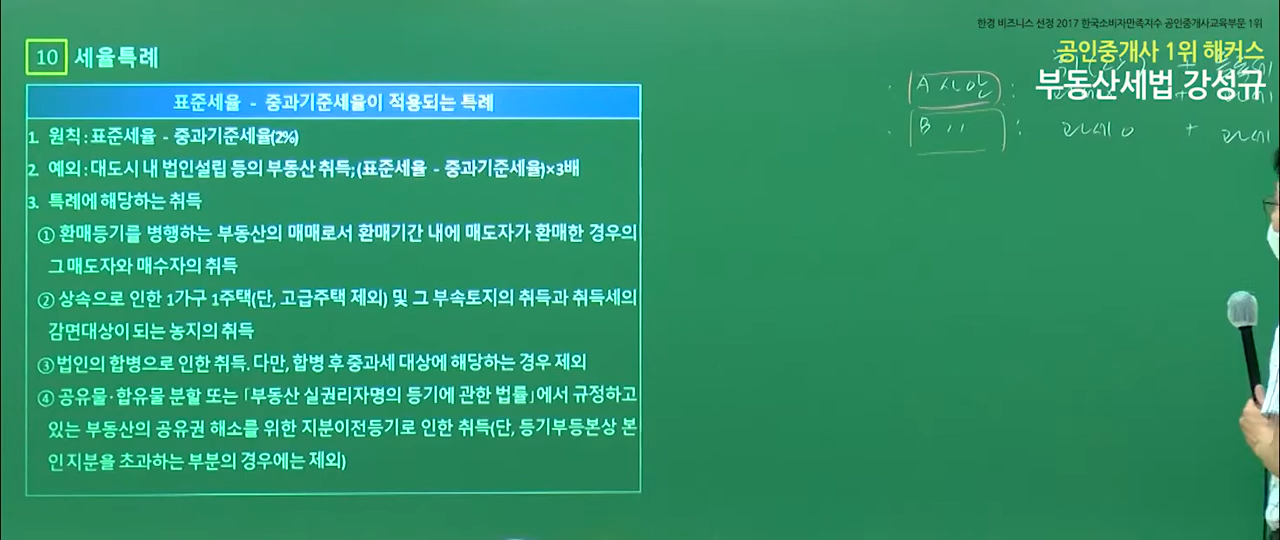 한경 비즈니스 선정 2017 한국소비자만족지수 공인중개사교육부문 1위
공인중개사 1위 해커스
부동산세법 강성규
10 세율특례
표준세율 - 중과기준세율이 적용되는 특례
1. 원칙 : 표준세율 - 중과기준세율(2%)
2. 예외 : 대도시 내 법인설립 등의 부동산 취득; (표준세율 - 중과기준세율)×3배
3. 특례에 해당하는 취득
① 환매등기를 병행하는 부동산의 매매로서 환매기간 내에 매도자가 환매한 경우의
그 매도자와 매수자의 취득
② 상속으로 인한 1가구 1주택(단, 고급주택 제외) 및 그 부속토지의 취득과 취득세의
감면대상이 되는 농지의 취득
③ 법인의 합병으로 인한 취득. 다만, 합병 후 중과세 대상에 해당하는 경우 제외
④ 공유물·합유물 분할 또는 「부동산 실권리자명의 등기에 관한 법률」에서 규정하고
있는 부동산의 공유권 해소를 위한 지분이전등기로 인한 취득(단, 등기부등본상 본
인 지분을 초과하는 부분의 경우에는 제외)
A 시안 :
B 〃 : 과세 o + 과세